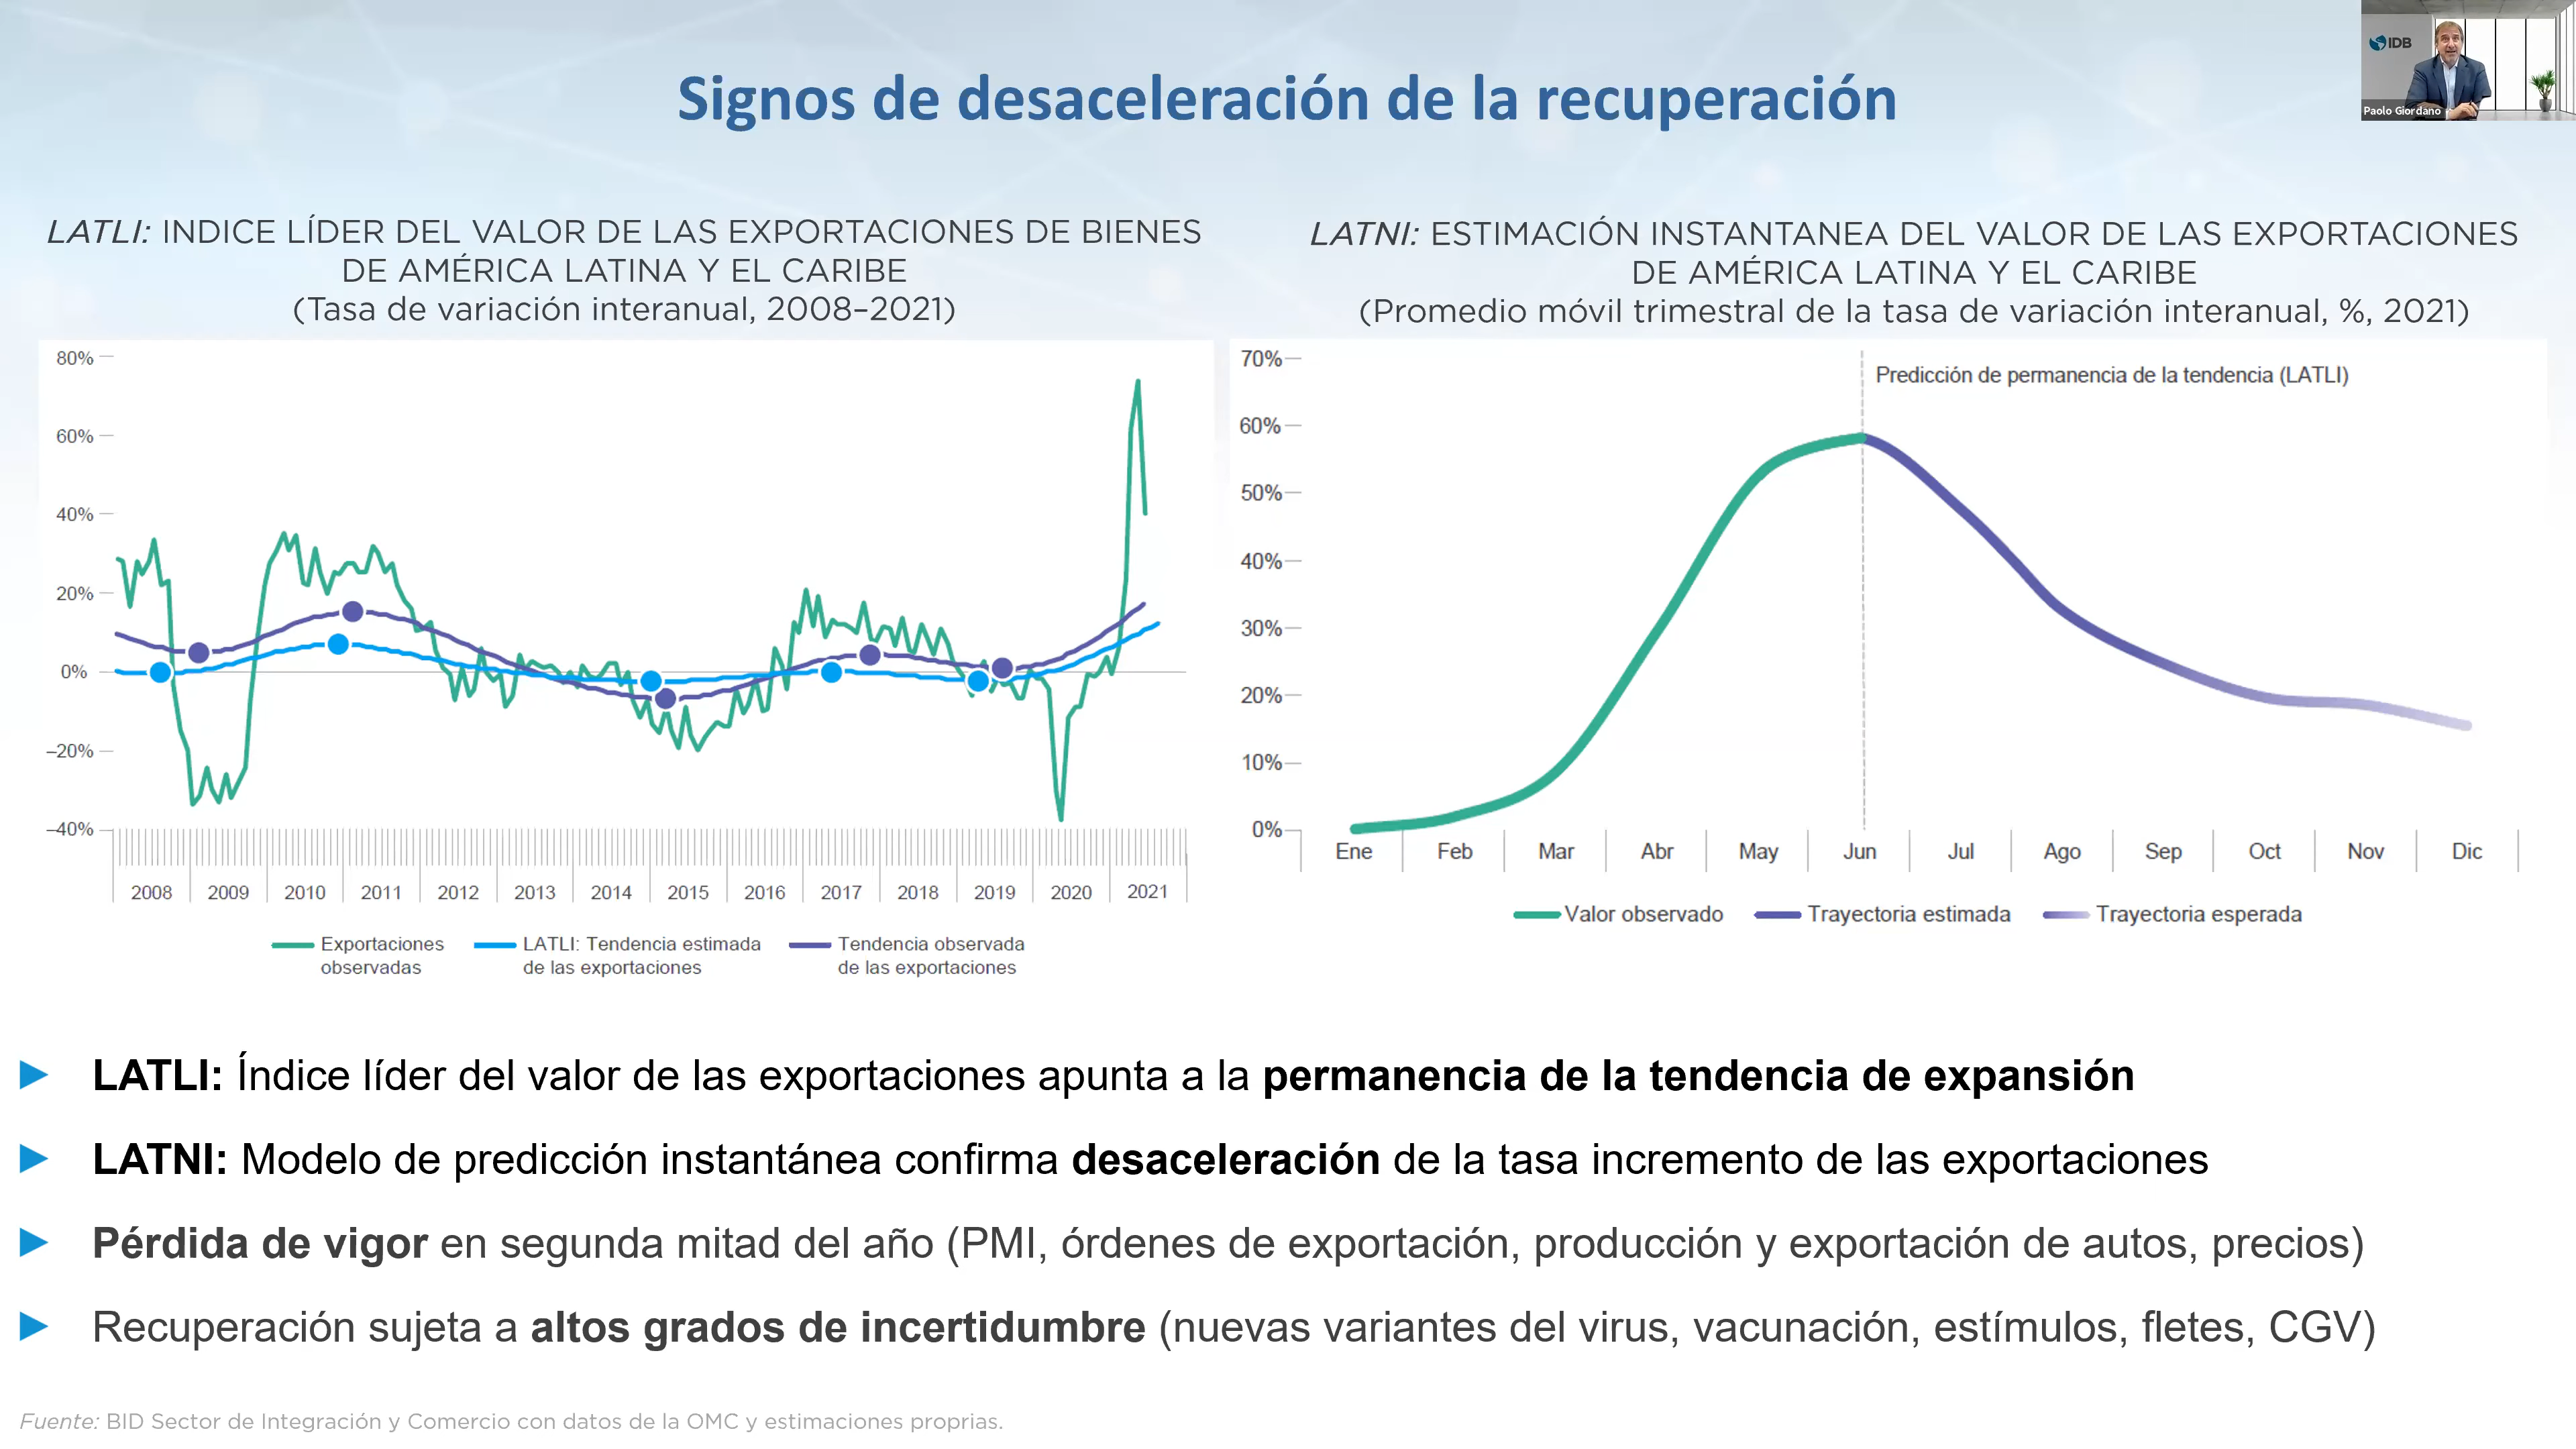 IDB
Paolo Giordano
Signos de desaceleración de la recuperación
LATLI: INDICE LÍDER DEL VALOR DE LAS EXPORTACIONES DE BIENES
DE AMÉRICA LATINA Y EL CARIBE
(Tasa de variación interanual, 2008–2021)
80%
60%
40%
20%
0%
–20%
–40%
2008 2009 2010 2011 2012 2013 2014 2015 2016 2017 2018 2019 2020 2021
Exportaciones observadas
LATLI: Tendencia estimada de las exportaciones
Tendencia observada de las exportaciones
LATNI: ESTIMACIÓN INSTANTANEA DEL VALOR DE LAS EXPORTACIONES
DE AMÉRICA LATINA Y EL CARIBE
(Promedio móvil trimestral de la tasa de variación interanual, %, 2021)
70%
60%
50%
40%
30%
20%
10%
0%
Predicción de permanencia de la tendencia (LATLI)
Ene Feb Mar Abr May Jun Jul Ago Sep Oct Nov Dic
Valor observado Trayectoria estimada Trayectoria esperada
LATLI: Índice líder del valor de las exportaciones apunta a la permanencia de la tendencia de expansión
LATNI: Modelo de predicción instantánea confirma desaceleración de la tasa incremento de las exportaciones
Pérdida de vigor en segunda mitad del año (PMI, órdenes de exportación, producción y exportación de autos, precios)
Recuperación sujeta a altos grados de incertidumbre (nuevas variantes del virus, vacunación, estímulos, fletes, CGV)
Fuente: BID Sector de Integración y Comercio con datos de la OMC y estimaciones proprias.